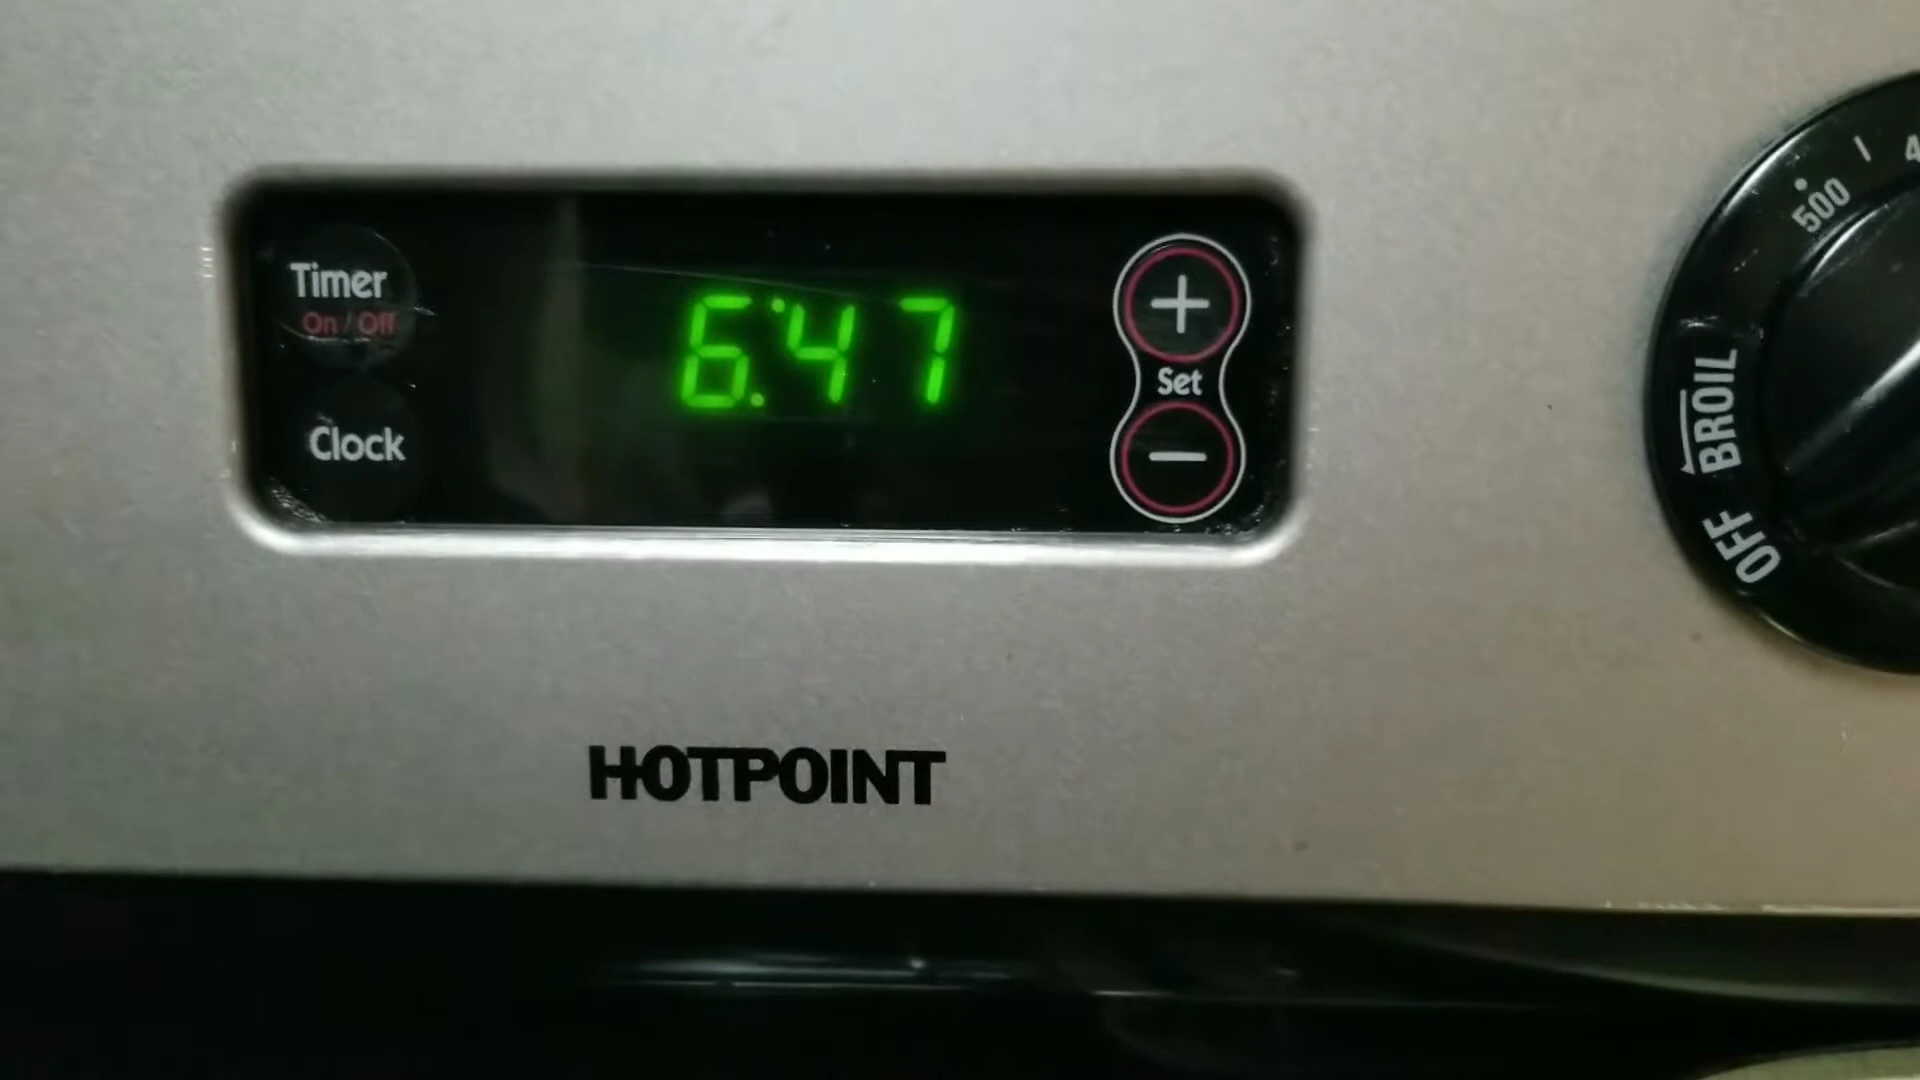 Timer
On / Off
Clock
6:47
+
Set
−
HOTPOINT
500
BROIL
OFF